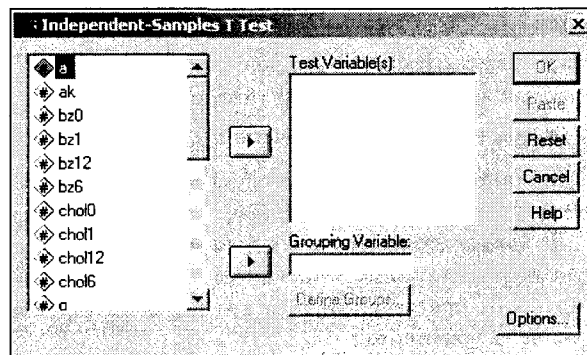 Independent-Samples T Test
a
ak
bz0
bz1
bz12
bz6
chol0
chol1
chol12
chol6
g
Test Variable(s):
Grouping Variable:
Define Groups...
OK
Paste
Reset
Cancel
Help
Options...